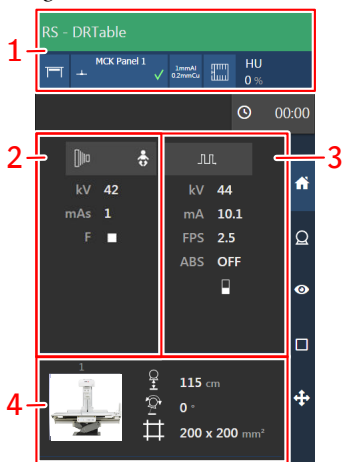 RS - DRTable
1
MCK Panel 1
1mmAl
0.2mmCu
HU
0 %
00:00
2
3
kV 42
mAs 1
F
kV 44
mA 10.1
FPS 2.5
ABS OFF
4
1
115 cm
0 °
200 x 200 mm²